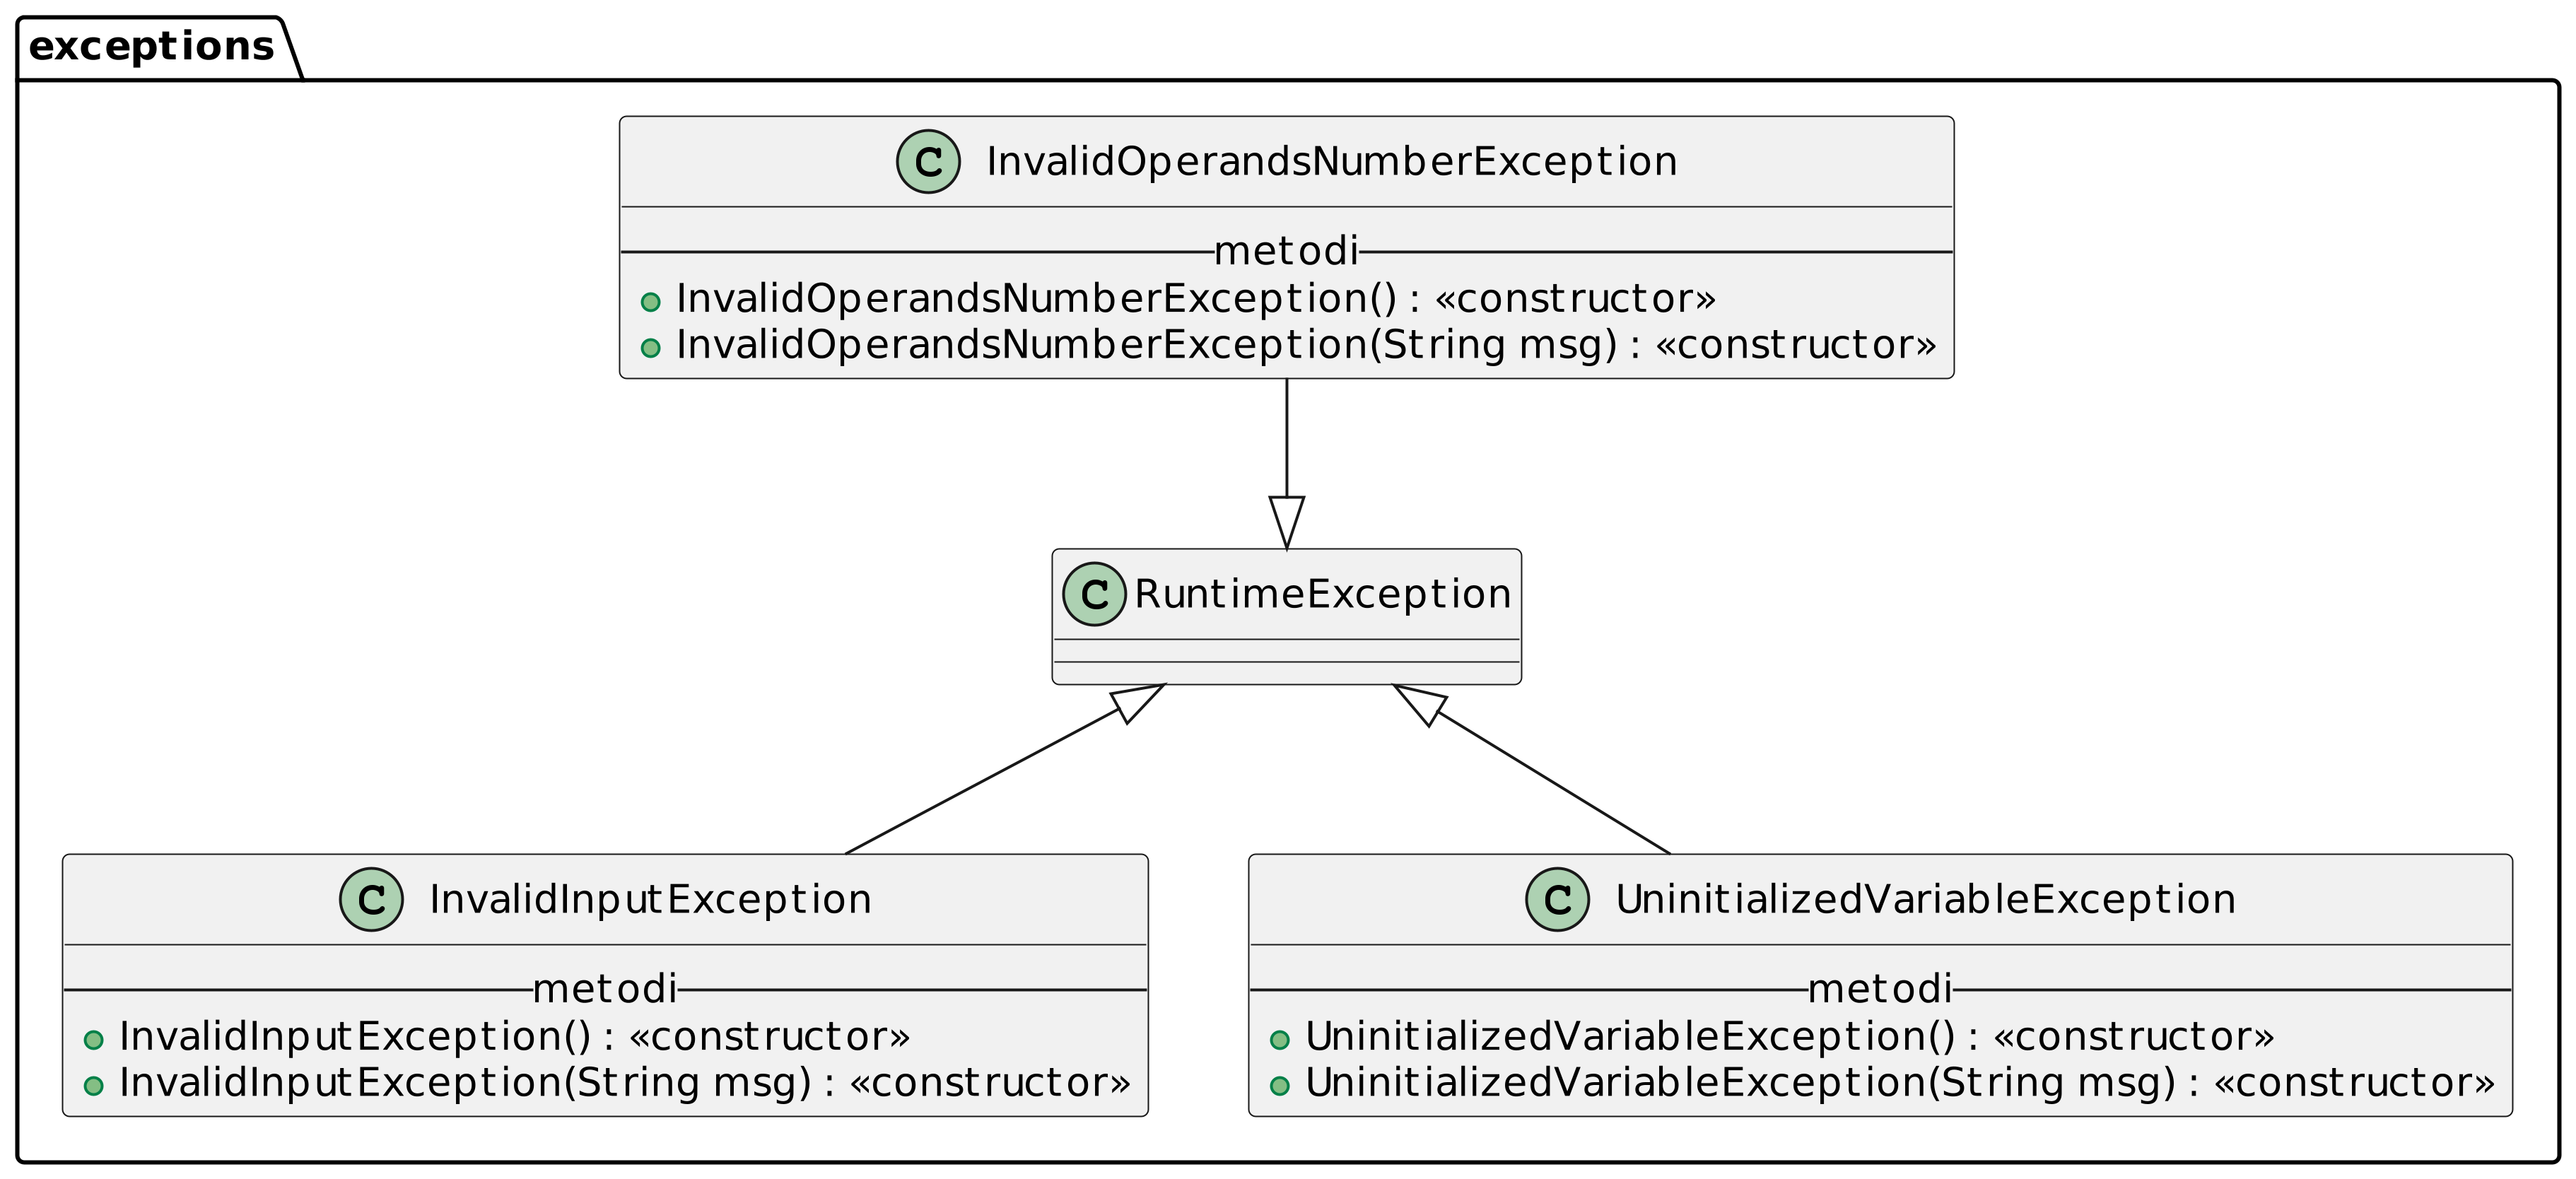 exceptions
C InvalidOperandsNumberException
metodi
InvalidOperandsNumberException() : «constructor»
InvalidOperandsNumberException(String msg) : «constructor»
C RuntimeException
C InvalidInputException
metodi
InvalidInputException() : «constructor»
InvalidInputException(String msg) : «constructor»
C UninitializedVariableException
metodi
UninitializedVariableException() : «constructor»
UninitializedVariableException(String msg) : «constructor»